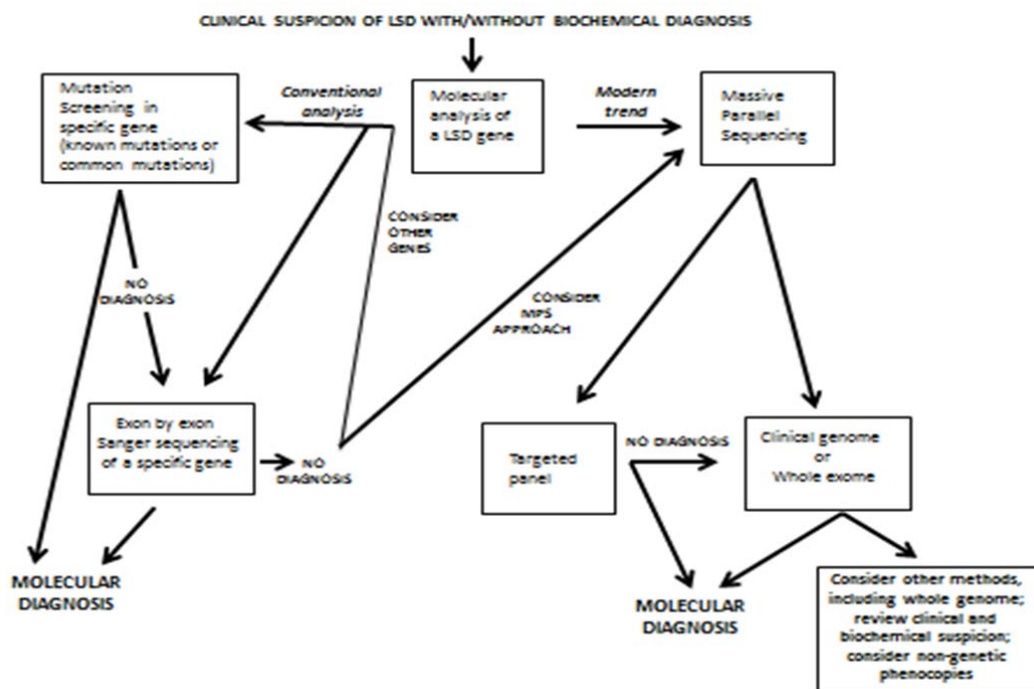 CLINICAL SUSPICION OF LSD WITH/WITHOUT BIOCHEMICAL DIAGNOSIS
Mutation
Screening in
specific gene
(known mutations or
common mutations)
Conventional
analysis
Molecular
analysis of
a LSD gene
Modern
trend
Massive
Parallel
Sequencing
CONSIDER
OTHER
GENES
NO
DIAGNOSIS
CONSIDER
MPS
APPROACH
Exon by exon
Sanger sequencing
of a specific gene
NO
DIAGNOSIS
Targeted
panel
NO DIAGNOSIS
Clinical genome
or
Whole exome
MOLECULAR
DIAGNOSIS
MOLECULAR
DIAGNOSIS
Consider other methods,
including whole genome;
review clinical and
biochemical suspicion;
consider non-genetic
phenocopies